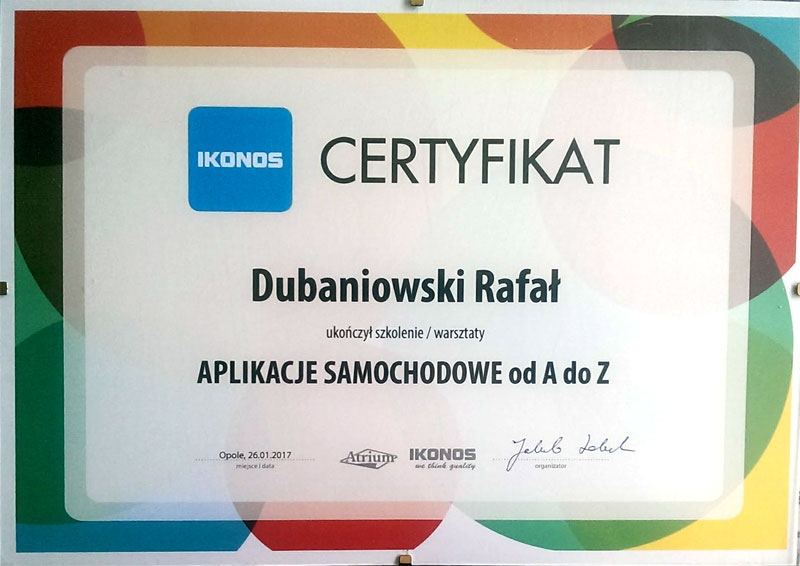 IKONOS
CERTYFIKAT
Dubaniowski Rafał
ukończył szkolenie / warsztaty
APLIKACJE SAMOCHODOWE od A do Z
Opole, 26.01.2017
miejsce i data
Atrium
IKONOS
we think quality
organizator